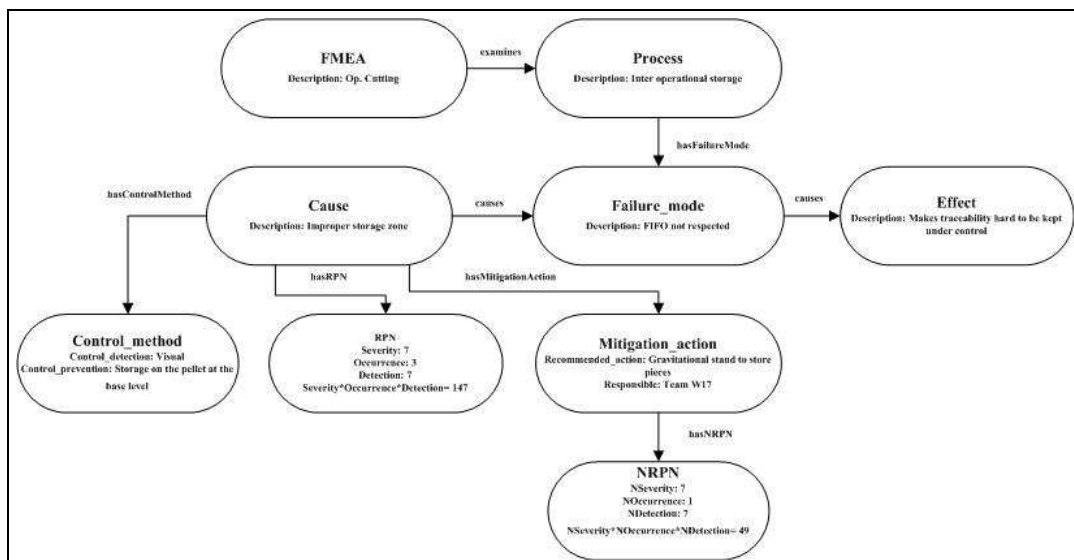 FMEA
Description: Op. Cutting
examines
Process
Description: Inter operational storage
hasFailureMode
hasControlMethod
Cause
Description: Improper storage zone
causes
Failure_mode
Description: FIFO not respected
causes
Effect
Description: Makes traceability hard to be kept
under control
hasRPN
hasMitigationAction
Control_method
Control_detection: Visual
Control_prevention: Storage on the pellet at the
base level
RPN
Severity: 7
Occurrence: 3
Detection: 7
Severity*Occurrence*Detection= 147
Mitigation_action
Recommended_action: Gravitational stand to store
pieces
Responsible: Team W17
hasNRPN
NRPN
NSeverity: 7
NOccurrence: 1
NDetection: 7
NSeverity*NOccurrence*NDetection= 49